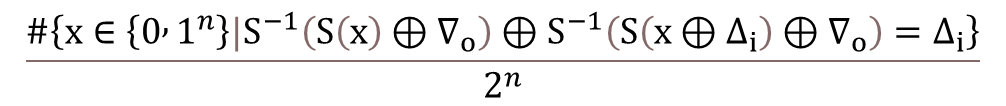 #{x ∈ {0, 1ⁿ}|S⁻¹(S(x) ⊕ ∇ₒ) ⊕ S⁻¹(S(x ⊕ Δᵢ) ⊕ ∇ₒ) = Δᵢ}
2ⁿ